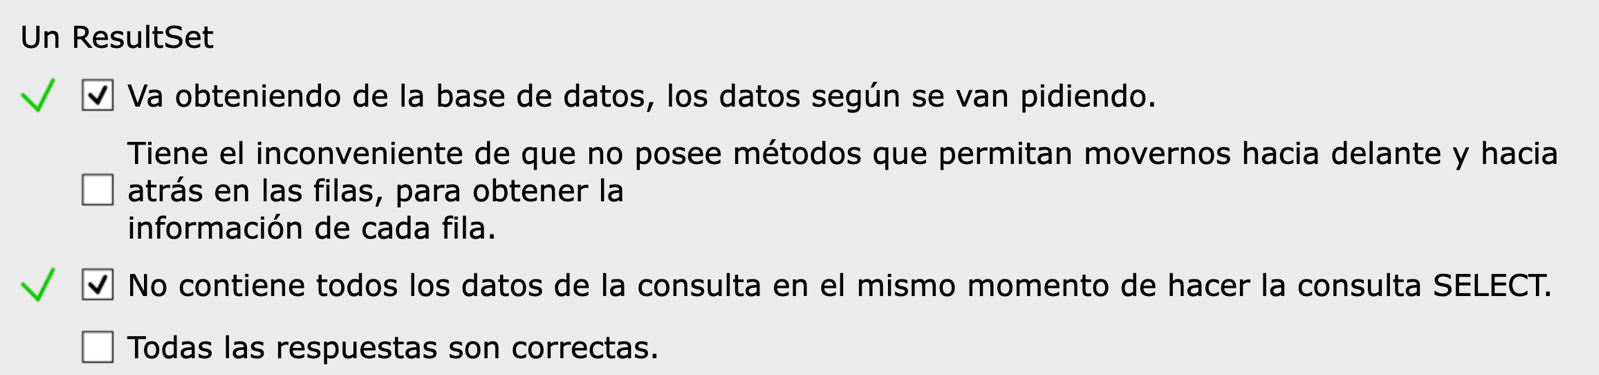 Un ResultSet
Va obteniendo de la base de datos, los datos según se van pidiendo.
Tiene el inconveniente de que no posee métodos que permitan movernos hacia delante y hacia
atrás en las filas, para obtener la
información de cada fila.
No contiene todos los datos de la consulta en el mismo momento de hacer la consulta SELECT.
Todas las respuestas son correctas.